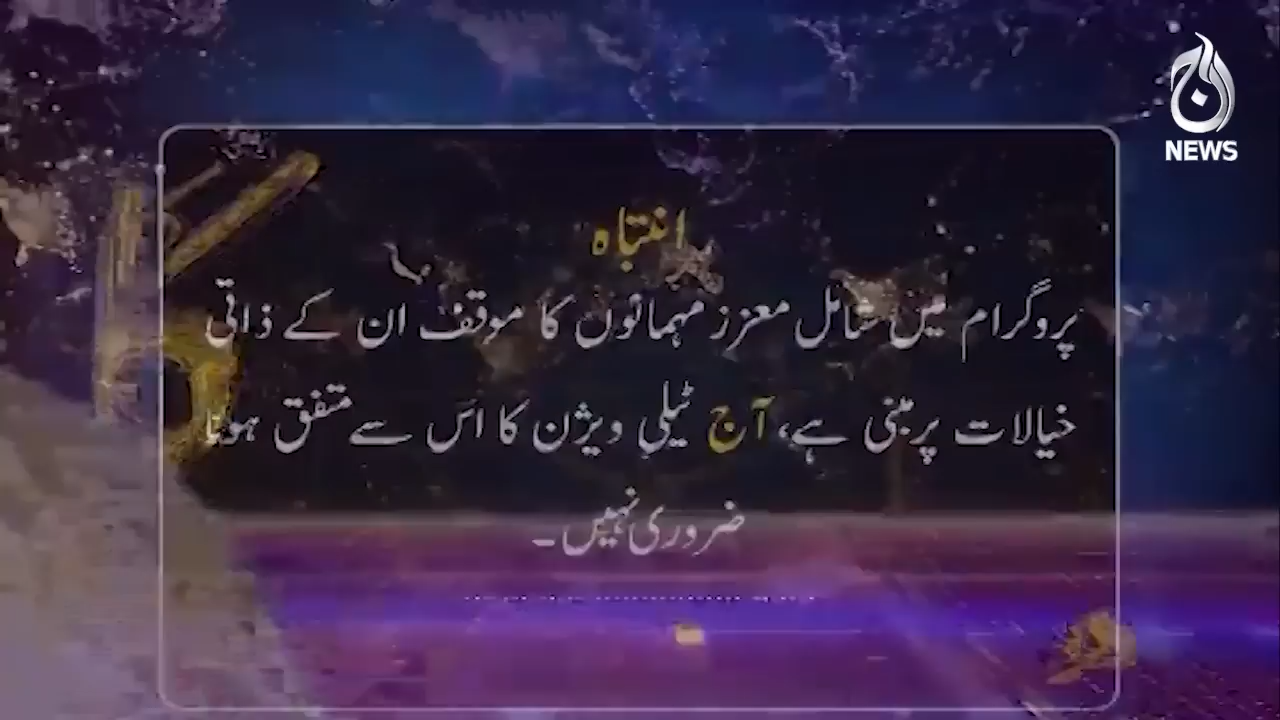 آج
NEWS
انتباہ
پروگرام میں شامل معزز مہمانوں کا موقف ان کے ذاتی
خیالات پر مبنی ہے، آج ٹیلی ویژن کا اس سے متفق ہونا
ضروری نہیں۔